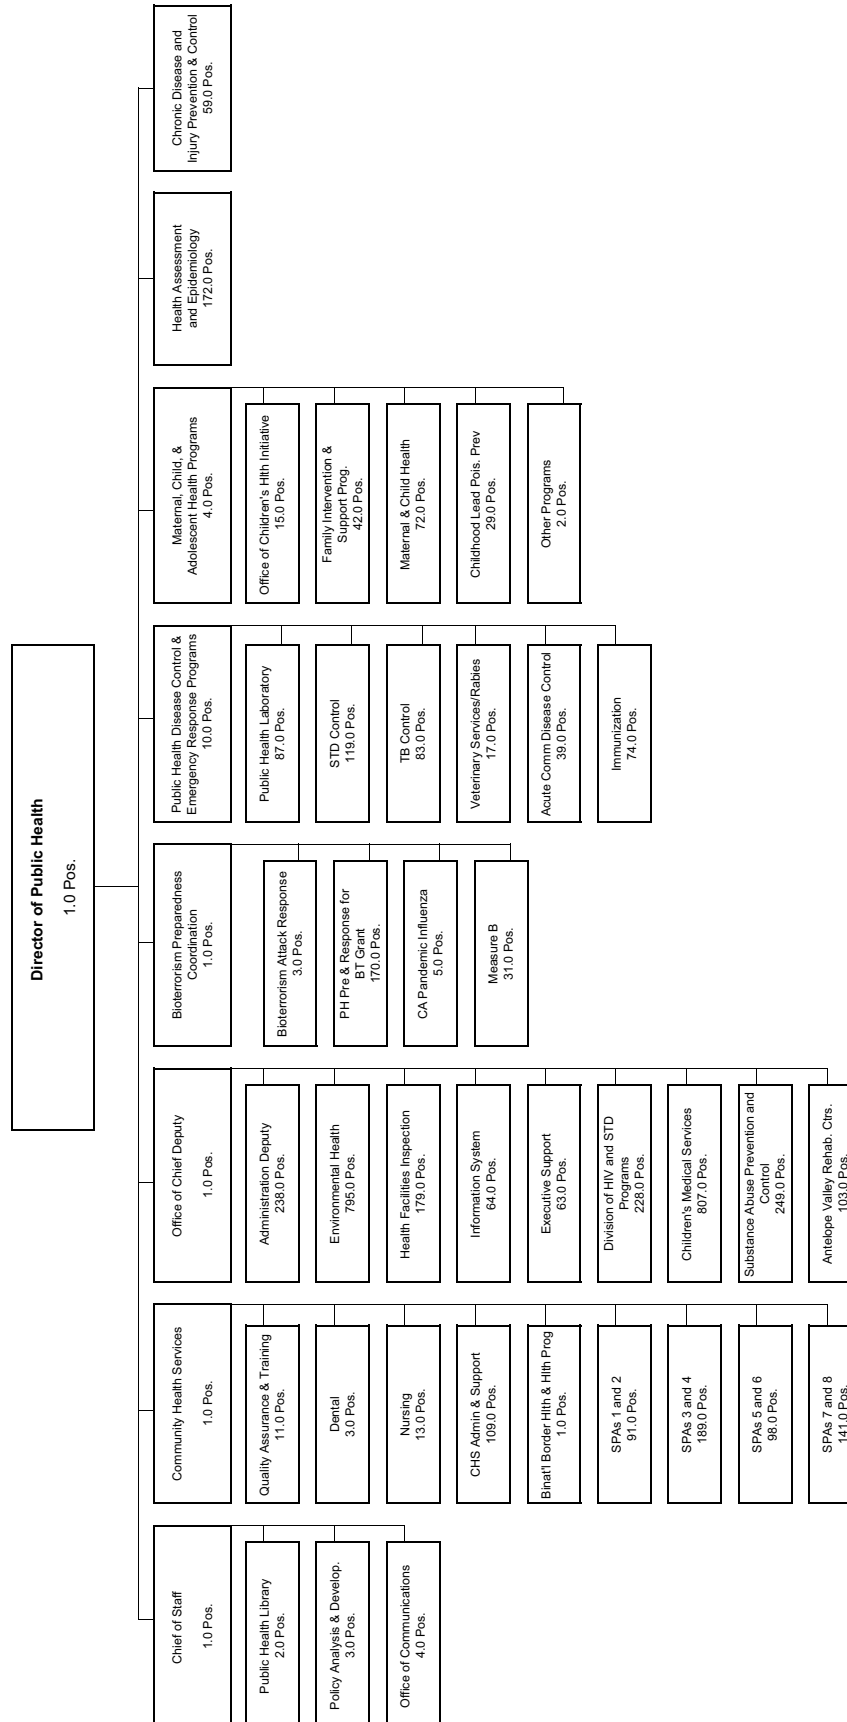 Director of Public Health
1.0 Pos.
Chief of Staff
1.0 Pos.
Public Health Library
2.0 Pos.
Policy Analysis & Develop.
3.0 Pos.
Office of Communications
4.0 Pos.
Community Health Services
1.0 Pos.
Quality Assurance & Training
11.0 Pos.
Dental
3.0 Pos.
Nursing
13.0 Pos.
CHS Admin & Support
109.0 Pos.
Binat'l Border Hlth & Hlth Prog
1.0 Pos.
SPAs 1 and 2
91.0 Pos.
SPAs 3 and 4
189.0 Pos.
SPAs 5 and 6
98.0 Pos.
SPAs 7 and 8
141.0 Pos.
Office of Chief Deputy
1.0 Pos.
Administration Deputy
238.0 Pos.
Environmental Health
795.0 Pos.
Health Facilities Inspection
179.0 Pos.
Information System
64.0 Pos.
Executive Support
63.0 Pos.
Division of HIV and STD
Programs
228.0 Pos.
Children's Medical Services
807.0 Pos.
Substance Abuse Prevention and
Control
249.0 Pos.
Antelope Valley Rehab. Ctrs.
103.0 Pos.
Bioterrorism Preparedness
Coordination
1.0 Pos.
Bioterrorism Attack Response
3.0 Pos.
PH Pre & Response for
BT Grant
170.0 Pos.
CA Pandemic Influenza
5.0 Pos.
Measure B
31.0 Pos.
Public Health Disease Control &
Emergency Response Programs
10.0 Pos.
Public Health Laboratory
87.0 Pos.
STD Control
119.0 Pos.
TB Control
83.0 Pos.
Veterinary Services/Rabies
17.0 Pos.
Acute Comm Disease Control
39.0 Pos.
Immunization
74.0 Pos.
Maternal, Child, &
Adolescent Health Programs
4.0 Pos.
Office of Children's Hlth Initiative
15.0 Pos.
Family Intervention &
Support Prog.
42.0 Pos.
Maternal & Child Health
72.0 Pos.
Childhood Lead Pois. Prev
29.0 Pos.
Other Programs
2.0 Pos.
Health Assessment
and Epidemiology
172.0 Pos.
Chronic Disease and
Injury Prevention & Control
59.0 Pos.